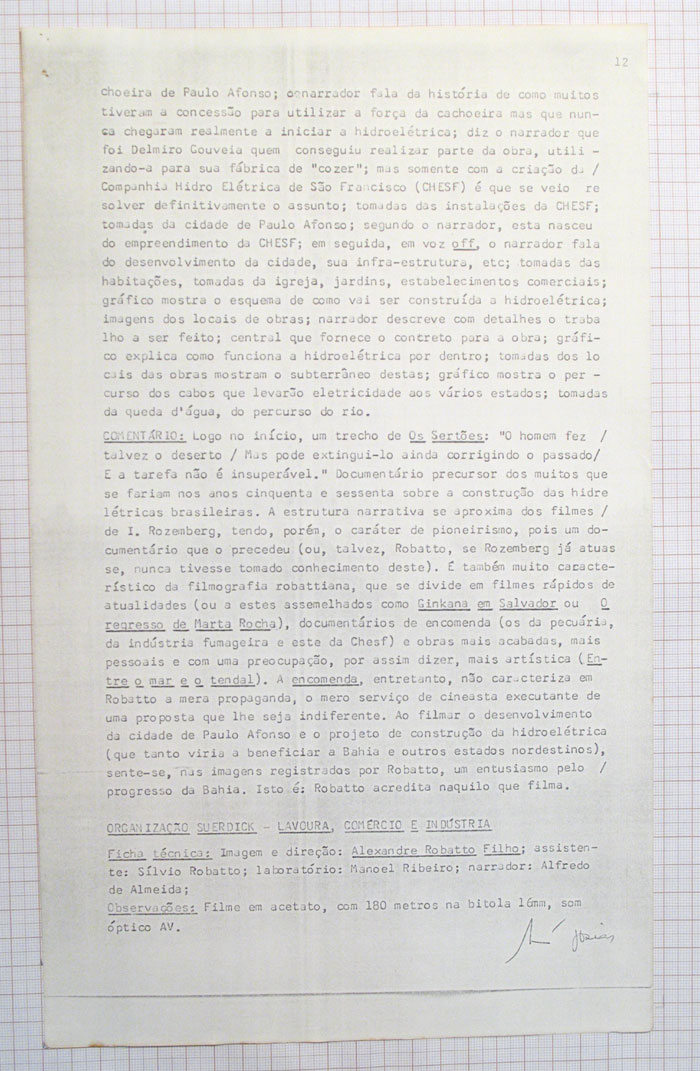 12
choeira de Paulo Afonso; o narrador fala da história de como muitos
tiveram a concessão para utilizar a força da cachoeira mas que nun-
ca chegaram realmente a iniciar a hidroelétrica; diz o narrador que
foi Delmiro Gouveia quem conseguiu realizar parte da obra, utili -
zando-a para sua fábrica de "cozer"; mas somente com a criação da /
Companhia Hidro Elétrica de São Francisco (CHESF) é que se veio re
solver definitivamente o assunto; tomadas das instalações da CHESF;
tomadas da cidade de Paulo Afonso; segundo o narrador, esta nasceu
do empreendimento da CHESF; em seguida, em voz off, o narrador fala
do desenvolvimento da cidade, sua infra-estrutura, etc; tomadas das
habitações, tomadas da igreja, jardins, estabelecimentos comerciais;
gráfico mostra o esquema de como vai ser construída a hidroelétrica;
imagens dos locais de obras; narrador descreve com detalhes o traba
lho a ser feito; central que fornece o contreto para a obra; gráfi-
co explica como funciona a hidroelétrica por dentro; tomadas dos lo
cais das obras mostram o subterrâneo destas; gráfico mostra o per -
curso dos cabos que levarão eletricidade aos vários estados; tomadas
da queda d'água, do percurso do rio.
COMENTÁRIO: Logo no início, um trecho de Os Sertões: "O homem fez /
talvez o deserto / Mas pode extingui-lo ainda corrigindo o passado/
E a tarefa não é insuperável." Documentário precursor dos muitos que
se fariam nos anos cinquenta e sessenta sobre a construção das hidre
létricas brasileiras. A estrutura narrativa se aproxima dos filmes /
de I. Rozemberg, tendo, porém, o caráter de pioneirismo, pois um do-
cumentário que o precedeu (ou, talvez, Robatto, se Rozemberg já atuas
se, nunca tivesse tomado conhecimento deste). É também muito caracte-
rístico da filmografia robattiana, que se divide em filmes rápidos de
atualidades (ou a estes assemelhados como Ginkana em Salvador ou O
regresso de Marta Rocha), documentários de encomenda (os da pecuária,
da indústria fumageira e este da Chesf) e obras mais acabadas, mais
pessoais e com uma preocupação, por assim dizer, mais artística (En-
tre o mar e o tendal). A encomenda, entretanto, não caracteriza em
Robatto a mera propaganda, o mero serviço de cineasta executante de
uma proposta que lhe seja indiferente. Ao filmar o desenvolvimento
da cidade de Paulo Afonso e o projeto de construção da hidroelétrica
(que tanto viria a beneficiar a Bahia e outros estados nordestinos),
sente-se, nas imagens registrados por Robatto, um entusiasmo pelo /
progresso da Bahia. Isto é: Robatto acredita naquilo que filma.
ORGANIZAÇÃO SUERDICK - LAVOURA, COMÉRCIO E INDÚSTRIA
Ficha técnica: Imagem e direção: Alexandre Robatto Filho; assisten-
te: Sílvio Robatto; laboratório: Manoel Ribeiro; narrador: Alfredo
de Almeida;
Observações: Filme em acetato, com 180 metros na bitola 16mm, som
óptico AV.